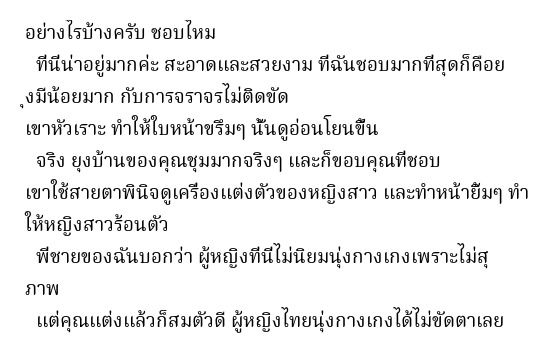 อย่างไรบ้างครับ ชอบไหม
ที่นี่น่าอยู่มากค่ะ สะอาดและสวยงาม ที่ฉันชอบมากที่สุดก็คือย
ุงมีน้อยมาก กับการจราจรไม่ติดขัด
เขาหัวเราะ ทำให้ใบหน้าขรึมๆ นั้นดูอ่อนโยนขึ้น
จริง ยุงบ้านของคุณชุมมากจริงๆ และก็ขอบคุณที่ชอบ
เขาใช้สายตาพินิจดูเครื่องแต่งตัวของหญิงสาว และทำหน้ายิ้มๆ ทำ
ให้หญิงสาวร้อนตัว
พี่ชายของฉันบอกว่า ผู้หญิงที่นี่ไม่นิยมนุ่งกางเกงเพราะไม่สุ
ภาพ
แต่คุณแต่งแล้วก็สมตัวดี ผู้หญิงไทยนุ่งกางเกงได้ไม่ขัดตาเลย